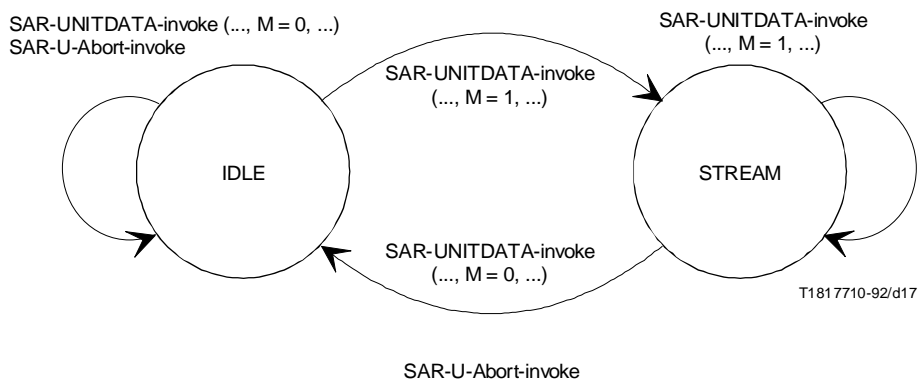 SAR-UNITDATA-invoke (..., M = 0, ...)
SAR-U-Abort-invoke
SAR-UNITDATA-invoke
(..., M = 1, ...)
SAR-UNITDATA-invoke
(..., M = 1, ...)
IDLE
STREAM
SAR-UNITDATA-invoke
(..., M = 0, ...)
T1817710-92/d17
SAR-U-Abort-invoke